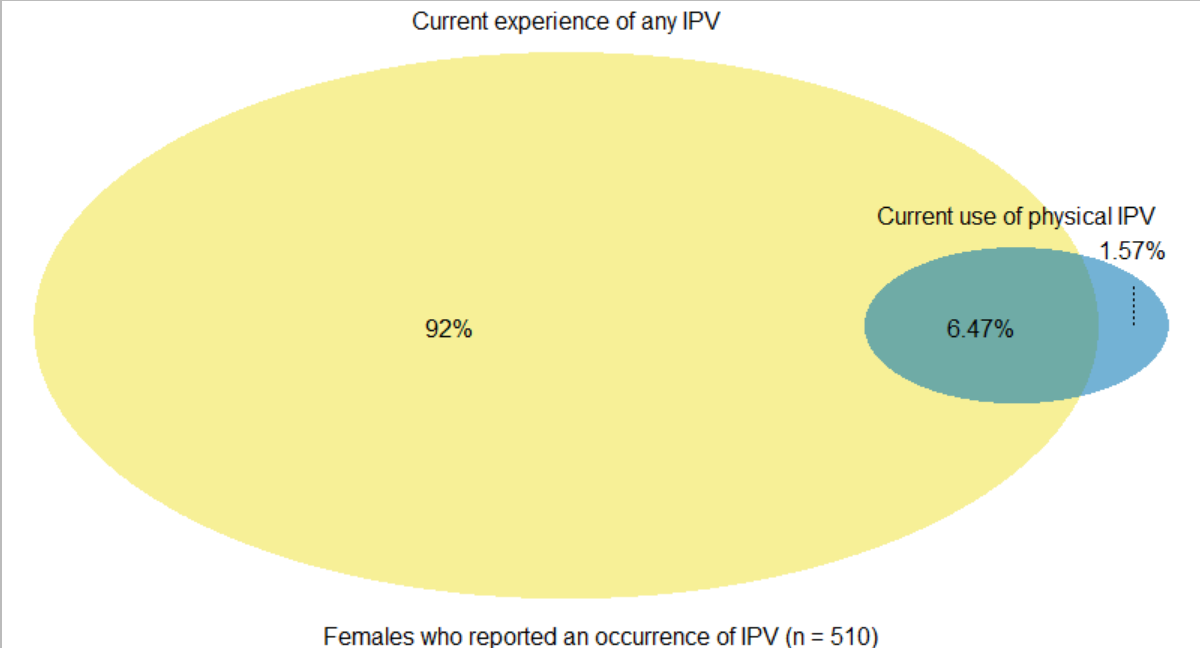 Current experience of any IPV
Current use of physical IPV
1.57%
92%
6.47%
Females who reported an occurrence of IPV (n = 510)